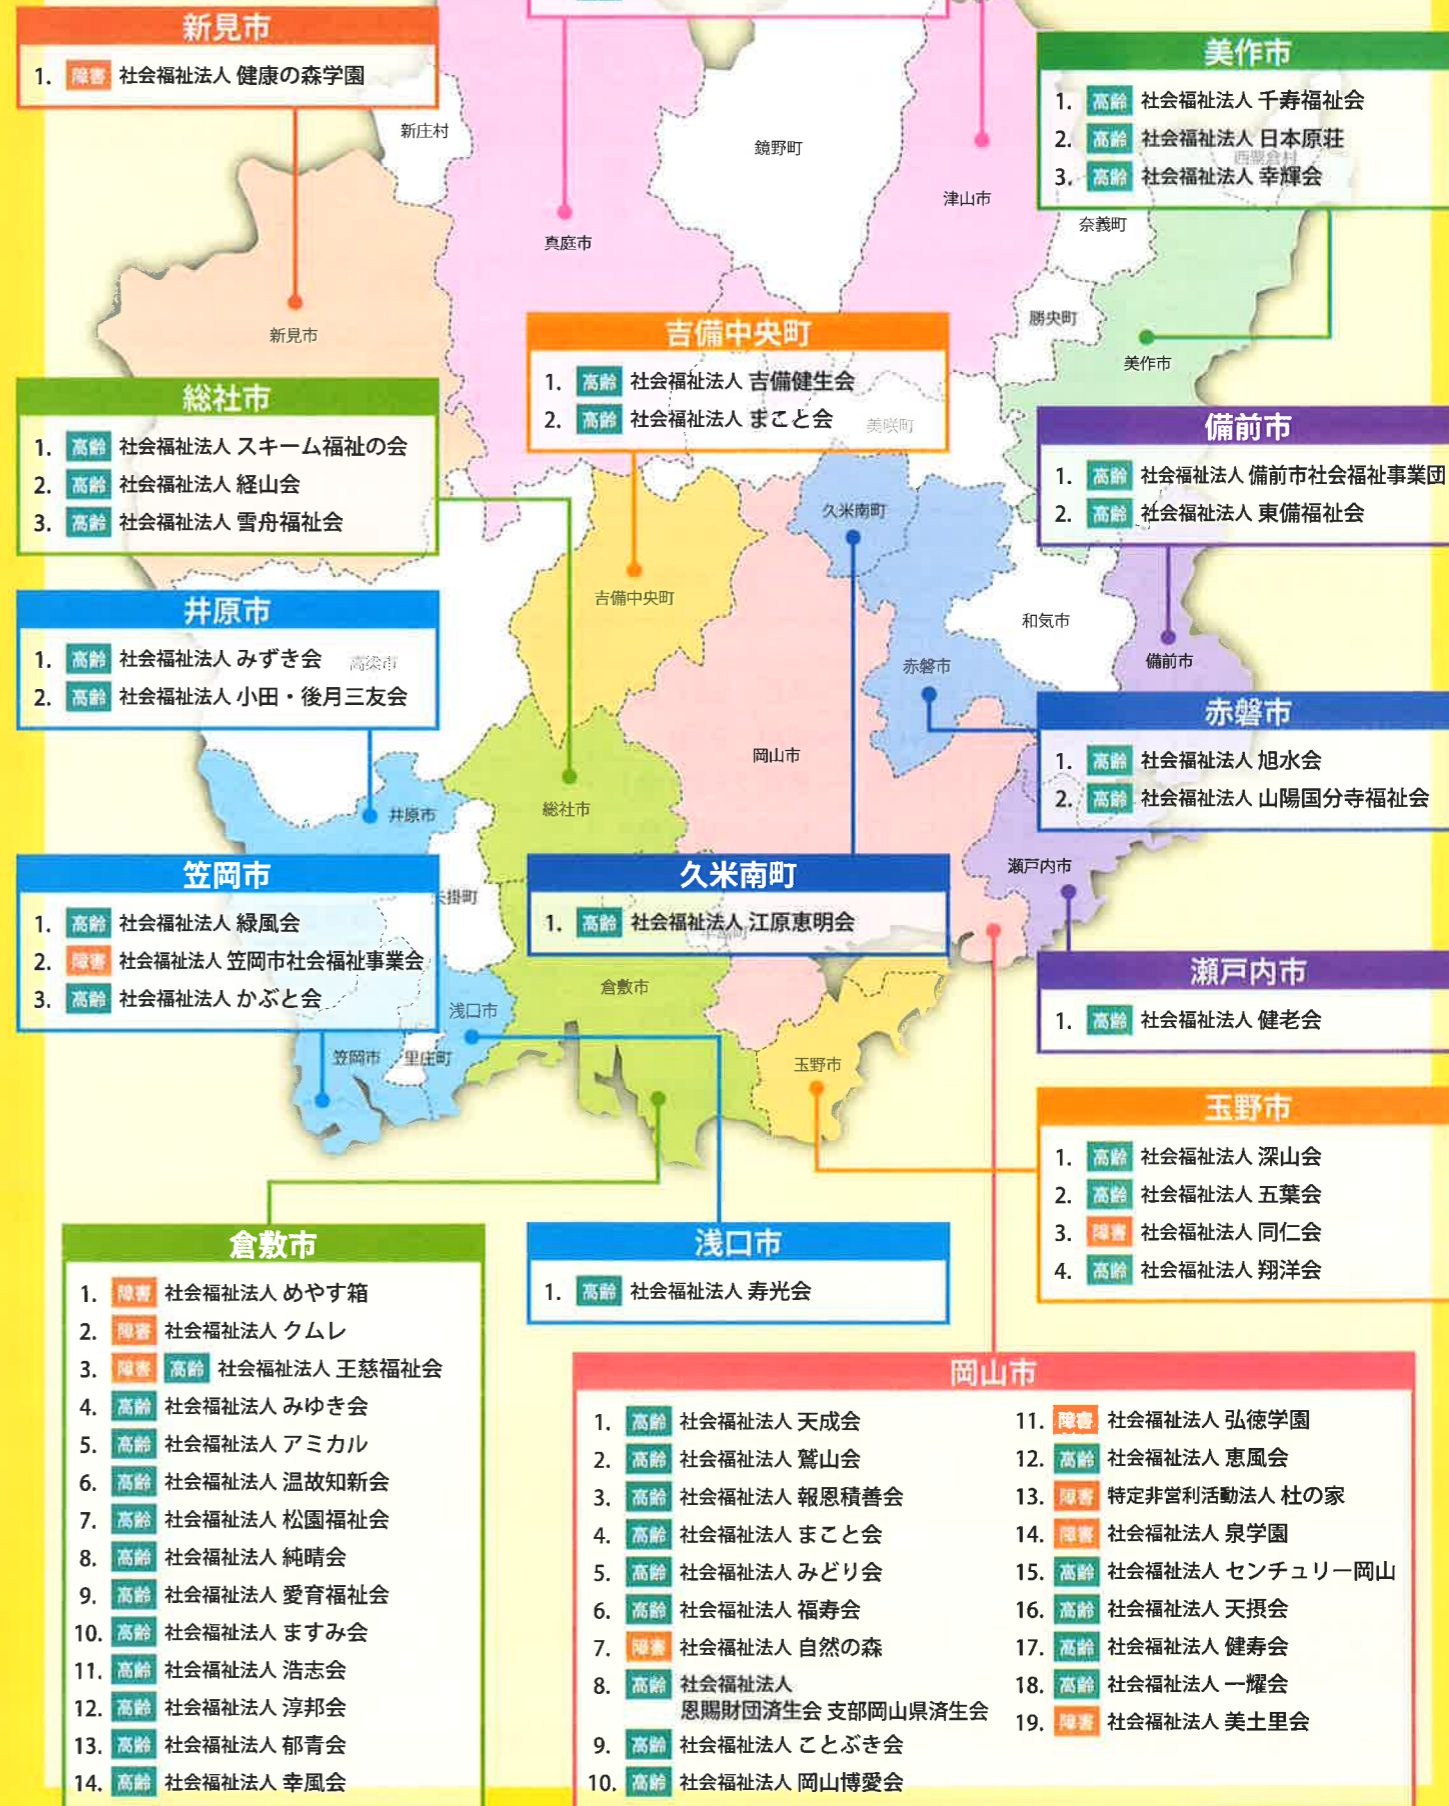 新見市
1. 障害 社会福祉法人 健康の森学園
美作市
1. 高齢 社会福祉法人 千寿福祉会
2. 高齢 社会福祉法人 日本原荘
3. 高齢 社会福祉法人 幸輝会
西粟倉村
新庄村
鏡野町
津山市
奈義町
真庭市
新見市
勝央町
美作市
吉備中央町
1. 高齢 社会福祉法人 吉備健生会
2. 高齢 社会福祉法人 まこと会
美咲町
総社市
1. 高齢 社会福祉法人 スキーム福祉の会
2. 高齢 社会福祉法人 経山会
3. 高齢 社会福祉法人 雪舟福祉会
備前市
1. 高齢 社会福祉法人 備前市社会福祉事業団
2. 高齢 社会福祉法人 東備福祉会
久米南町
吉備中央町
和気市
赤磐市
備前市
井原市
1. 高齢 社会福祉法人 みずき会
2. 高齢 社会福祉法人 小田・後月三友会
高梁市
赤磐市
1. 高齢 社会福祉法人 旭水会
2. 高齢 社会福祉法人 山陽国分寺福祉会
岡山市
総社市
井原市
瀬戸内市
矢掛町
笠岡市
1. 高齢 社会福祉法人 緑風会
2. 障害 社会福祉法人 笠岡市社会福祉事業会
3. 高齢 社会福祉法人 かぶと会
久米南町
1. 高齢 社会福祉法人 江原恵明会
瀬戸内市
1. 高齢 社会福祉法人 健老会
倉敷市
浅口市
笠岡市
里庄町
玉野市
玉野市
1. 高齢 社会福祉法人 深山会
2. 高齢 社会福祉法人 五葉会
3. 障害 社会福祉法人 同仁会
4. 高齢 社会福祉法人 翔洋会
倉敷市
1. 障害 社会福祉法人 めやす箱
2. 障害 社会福祉法人 クムレ
3. 障害 高齢 社会福祉法人 王慈福祉会
4. 高齢 社会福祉法人 みゆき会
5. 高齢 社会福祉法人 アミカル
6. 高齢 社会福祉法人 温故知新会
7. 高齢 社会福祉法人 松園福祉会
8. 高齢 社会福祉法人 純晴会
9. 高齢 社会福祉法人 愛育福祉会
10. 高齢 社会福祉法人 ますみ会
11. 高齢 社会福祉法人 浩志会
12. 高齢 社会福祉法人 淳邦会
13. 高齢 社会福祉法人 郁青会
14. 高齢 社会福祉法人 幸風会
浅口市
1. 高齢 社会福祉法人 寿光会
岡山市
1. 高齢 社会福祉法人 天成会
2. 高齢 社会福祉法人 鷲山会
3. 高齢 社会福祉法人 報恩積善会
4. 高齢 社会福祉法人 まこと会
5. 高齢 社会福祉法人 みどり会
6. 高齢 社会福祉法人 福寿会
7. 障害 社会福祉法人 自然の森
8. 高齢 社会福祉法人
恩賜財団済生会 支部岡山県済生会
9. 高齢 社会福祉法人 ことぶき会
10. 高齢 社会福祉法人 岡山博愛会
11. 障害 社会福祉法人 弘徳学園
12. 高齢 社会福祉法人 恵風会
13. 障害 特定非営利活動法人 杜の家
14. 障害 社会福祉法人 泉学園
15. 高齢 社会福祉法人 センチュリー岡山
16. 高齢 社会福祉法人 天摂会
17. 高齢 社会福祉法人 健寿会
18. 高齢 社会福祉法人 一耀会
19. 障害 社会福祉法人 美土里会